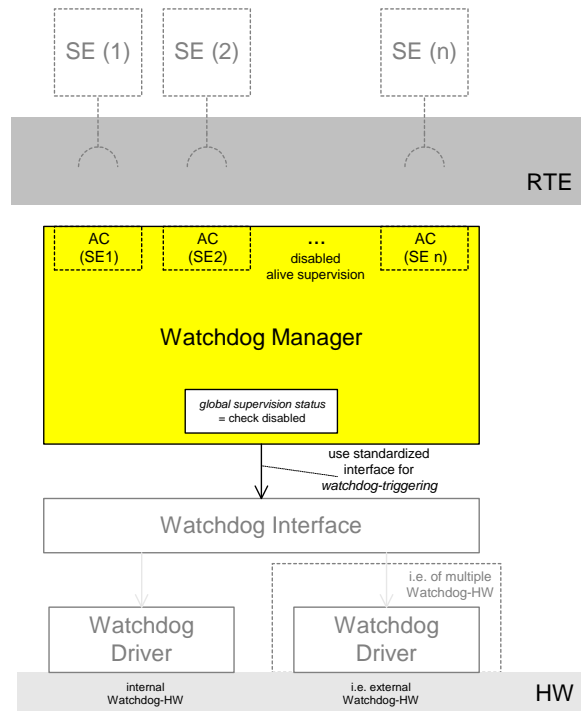 SE (1)
SE (2)
SE (n)
RTE
AC
(SE1)
AC
(SE2)
...
disabled
alive supervision
AC
(SE n)
Watchdog Manager
global supervision status
= check disabled
use standardized
interface for
watchdog-triggering
Watchdog Interface
i.e. of multiple
Watchdog-HW
Watchdog
Driver
Watchdog
Driver
internal
Watchdog-HW
i.e. external
Watchdog-HW
HW